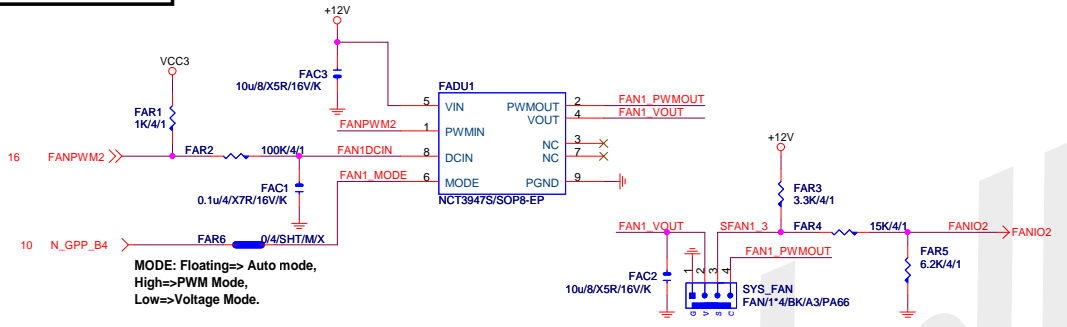 +12V
VCC3
FAC3
10u/8/X5R/16V/K
FADU1
FAR1
1K/4/1
5 VIN PWMOUT 2 FAN1_PWMOUT
VOUT 4 FAN1_VOUT
FANPWM2 1 PWMIN
NC 3
16 FANPWM2 FAR2 100K/4/1 FAN1DCIN 8 DCIN NC 7
+12V
FAN1_MODE 6 MODE PGND 9
FAC1
0.1u/4/X7R/16V/K
NCT3947S/SOP8-EP
FAR3
3.3K/4/1
FAN1_VOUT SFAN1_3 FAR4 15K/4/1 FANIO2 FANIO2
10 N_GPP_B4 FAR6 0/4/SHT/M/X
FAN1_PWMOUT
FAR5
6.2K/4/1
MODE: Floating=> Auto mode,
High=>PWM Mode,
Low=>Voltage Mode.
1 2 3 4
FAC2
10u/8/X5R/16V/K
SYS_FAN
FAN/1*4/BK/A3/PA66
G V S C